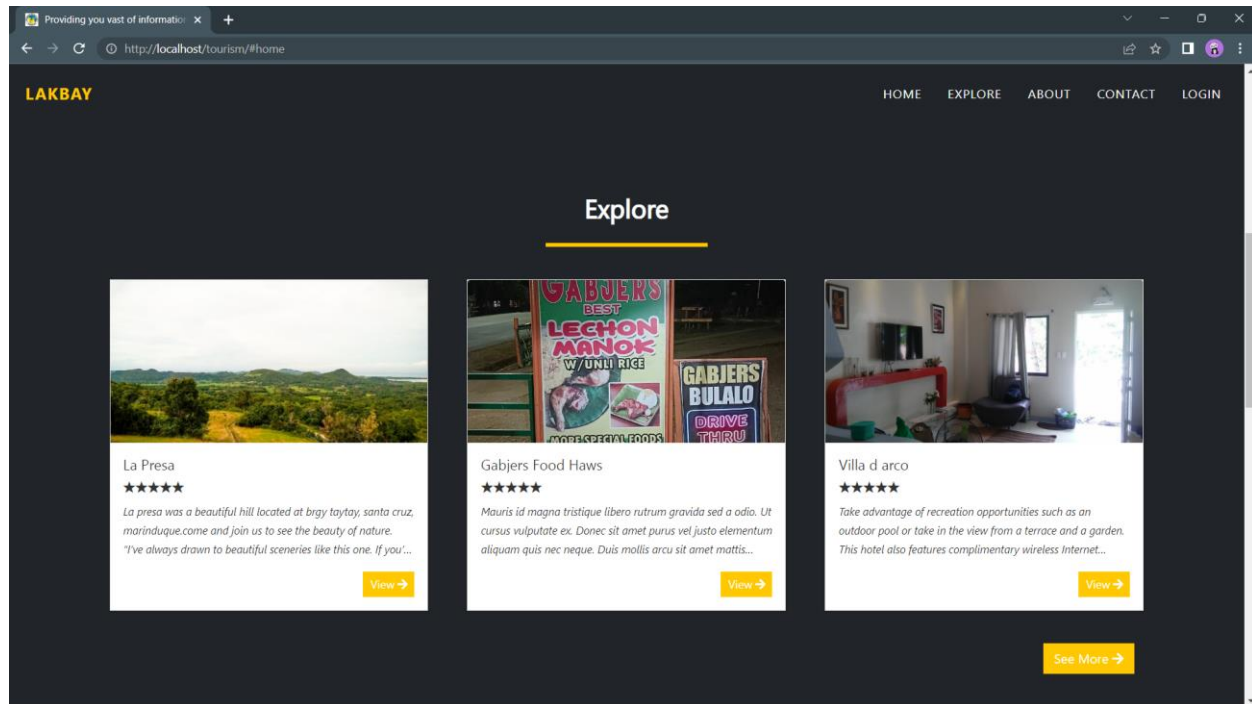 Providing you vast of informatio
http://localhost/tourism/#home
LAKBAY
HOME EXPLORE ABOUT CONTACT LOGIN
Explore
GABJERS
BEST
LECHON
MANOK
W/UNLI RICE
MORE SPECIAL FOODS
GABJERS
BULALO
DRIVE
THRU
La Presa
★★★★★
La presa was a beautiful hill located at brgy taytay, santa cruz,
marinduque.come and join us to see the beauty of nature.
"I've always drawn to beautiful sceneries like this one. If you'...
View →
Gabjers Food Haws
★★★★★
Mauris id magna tristique libero rutrum gravida sed a odio. Ut
cursus vulputate ex. Donec sit amet purus vel justo elementum
aliquam quis nec neque. Duis mollis arcu sit amet mattis...
View →
Villa d arco
★★★★★
Take advantage of recreation opportunities such as an
outdoor pool or take in the view from a terrace and a garden.
This hotel also features complimentary wireless Internet...
View →
See More →